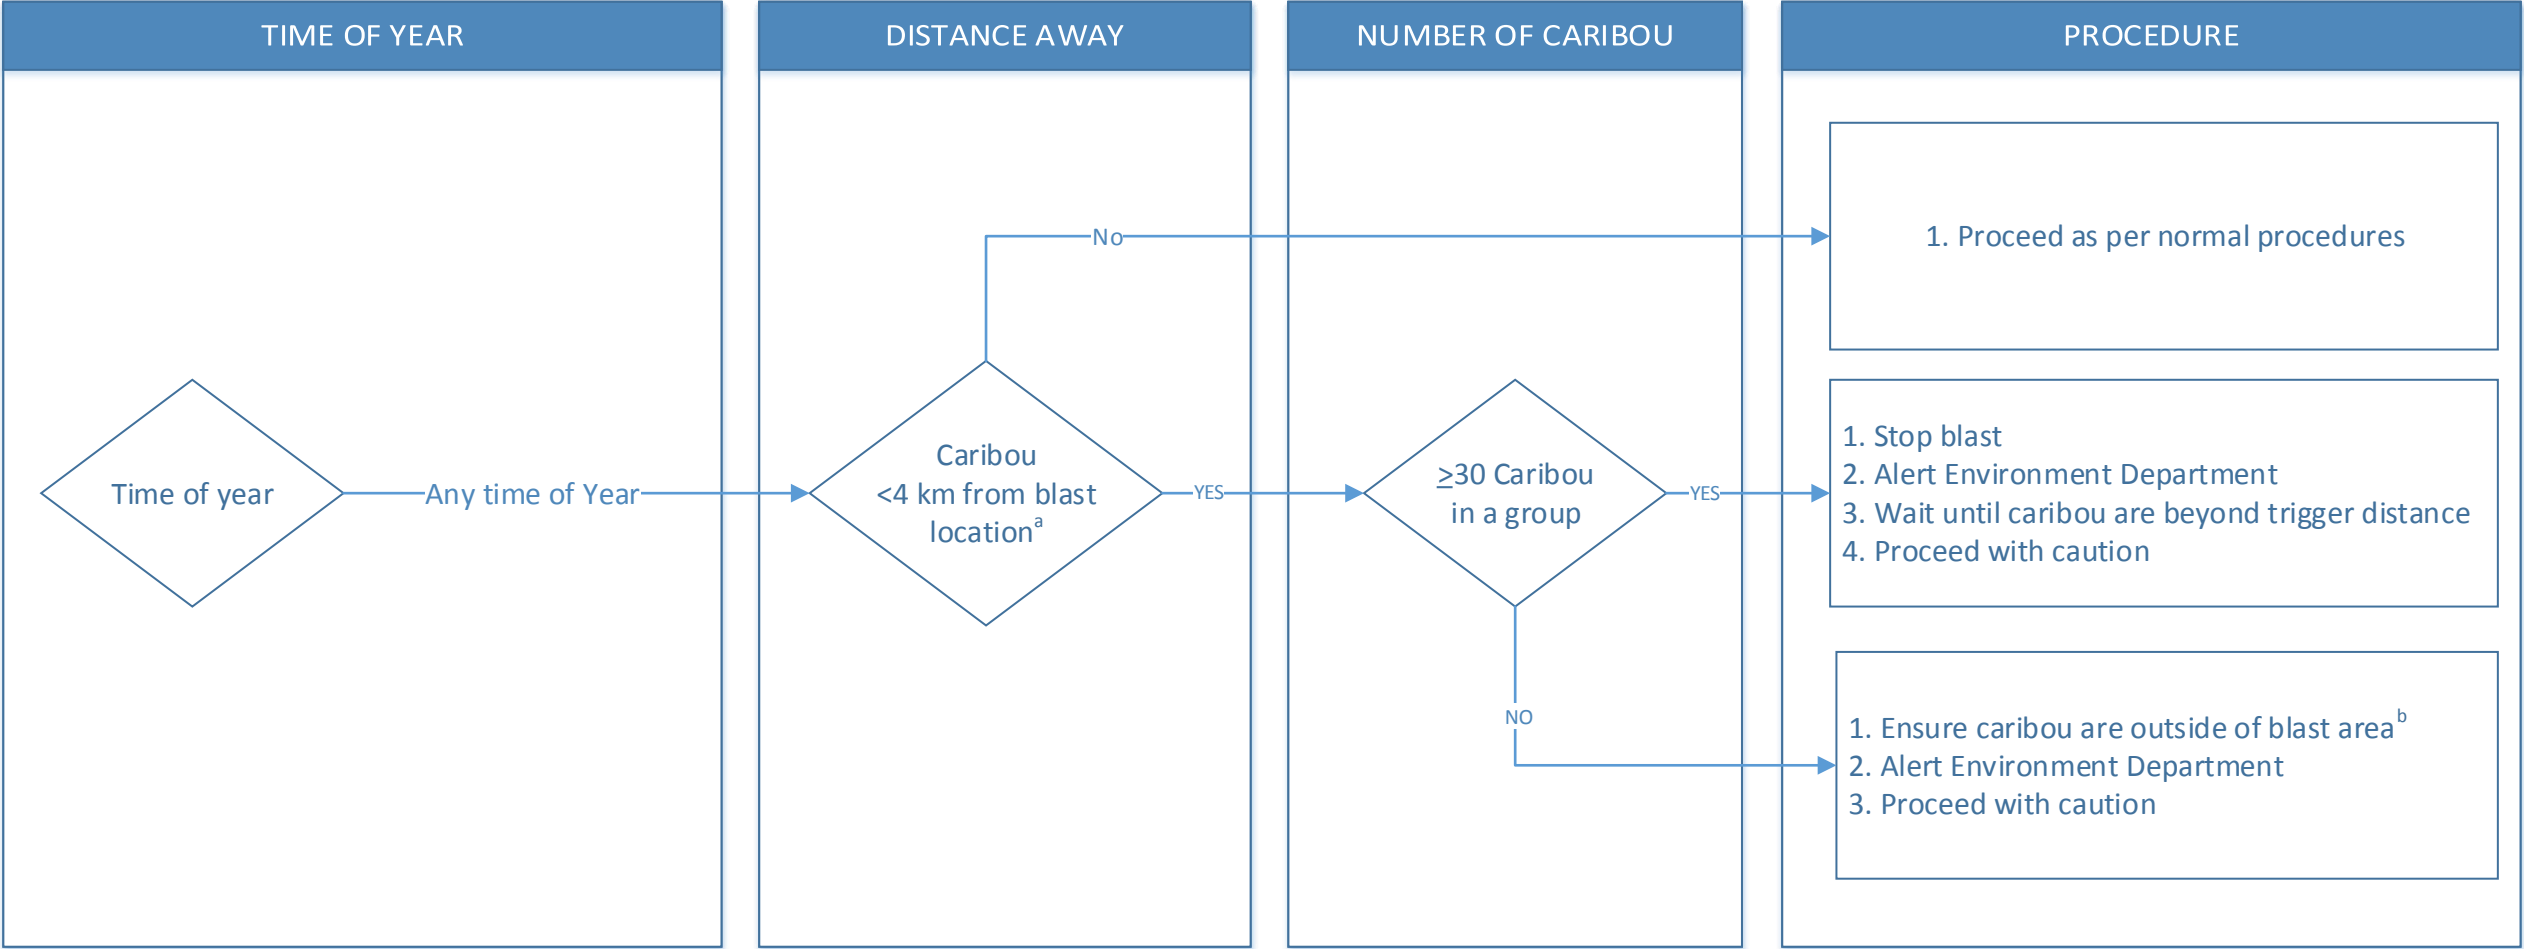 TIME OF YEAR
DISTANCE AWAY
NUMBER OF CARIBOU
PROCEDURE
Time of year
Any time of Year
Caribou
<4 km from blast
location^a
No
YES
≥30 Caribou
in a group
YES
NO
1. Proceed as per normal procedures
1. Stop blast
2. Alert Environment Department
3. Wait until caribou are beyond trigger distance
4. Proceed with caution
1. Ensure caribou are outside of blast area^b
2. Alert Environment Department
3. Proceed with caution